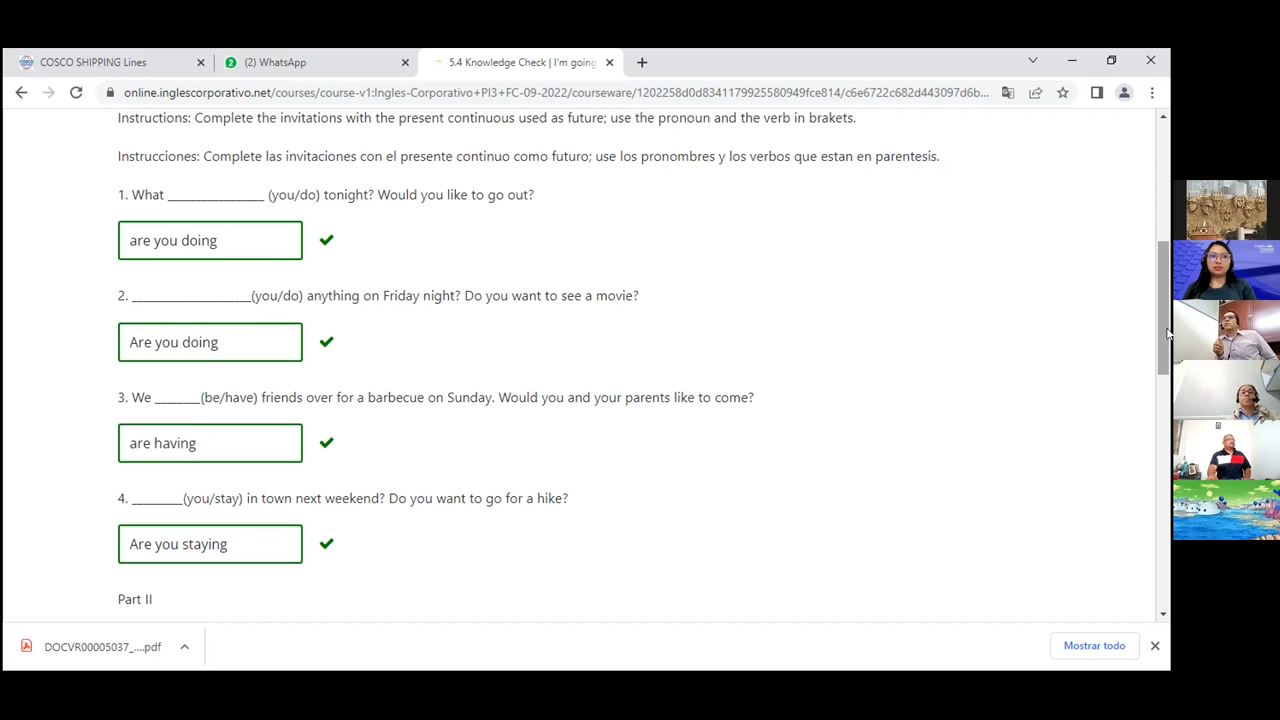 COSCO SHIPPING Lines
(2) WhatsApp
5.4 Knowledge Check | I'm going
online.inglescorporativo.net/courses/course-v1:Ingles-Corporativo+PI3+FC-09-2022/courseware/1202258d0d8341179925580949fce814/c6e6722c682d443097d6b...
Instructions: Complete the invitations with the present continuous used as future; use the pronoun and the verb in brakets.
Instrucciones: Complete las invitaciones con el presente continuo como futuro; use los pronombres y los verbos que estan en parentesis.
1. What ________________ (you/do) tonight? Would you like to go out?
are you doing
2. ____________________(you/do) anything on Friday night? Do you want to see a movie?
Are you doing
3. We ________(be/have) friends over for a barbecue on Sunday. Would you and your parents like to come?
are having
4. _________(you/stay) in town next weekend? Do you want to go for a hike?
Are you staying
Part II
DOCVR00005037_....pdf
Mostrar todo